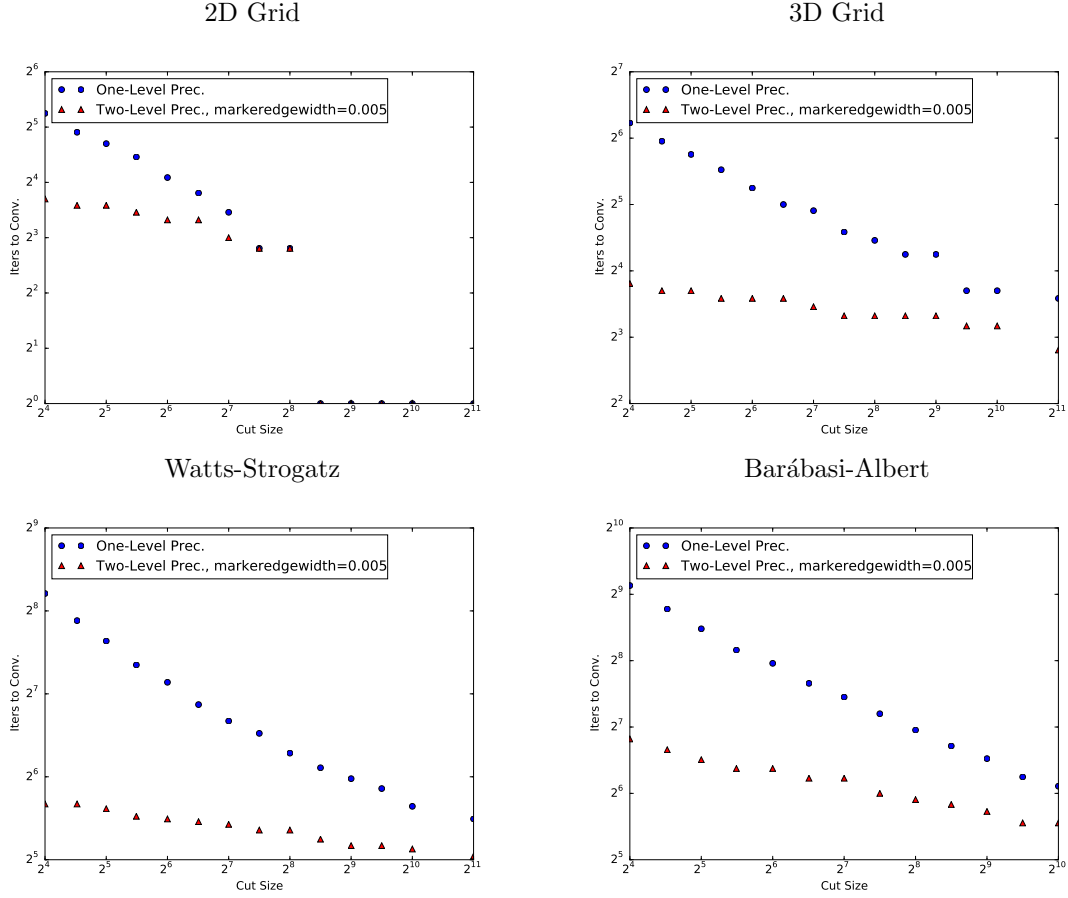 2D Grid
3D Grid
2^6
2^5
2^4
2^3
2^2
2^1
2^0
Iters to Conv.
One-Level Prec.
Two-Level Prec., markeredgewidth=0.005
2^4 2^5 2^6 2^7 2^8 2^9 2^10 2^11
Cut Size
2^7
2^6
2^5
2^4
2^3
2^2
Iters to Conv.
One-Level Prec.
Two-Level Prec., markeredgewidth=0.005
2^4 2^5 2^6 2^7 2^8 2^9 2^10 2^11
Cut Size
Watts-Strogatz
Barábasi-Albert
2^9
2^8
2^7
2^6
2^5
Iters to Conv.
One-Level Prec.
Two-Level Prec., markeredgewidth=0.005
2^4 2^5 2^6 2^7 2^8 2^9 2^10 2^11
Cut Size
2^10
2^9
2^8
2^7
2^6
2^5
Iters to Conv.
One-Level Prec.
Two-Level Prec., markeredgewidth=0.005
2^4 2^5 2^6 2^7 2^8 2^9 2^10
Cut Size